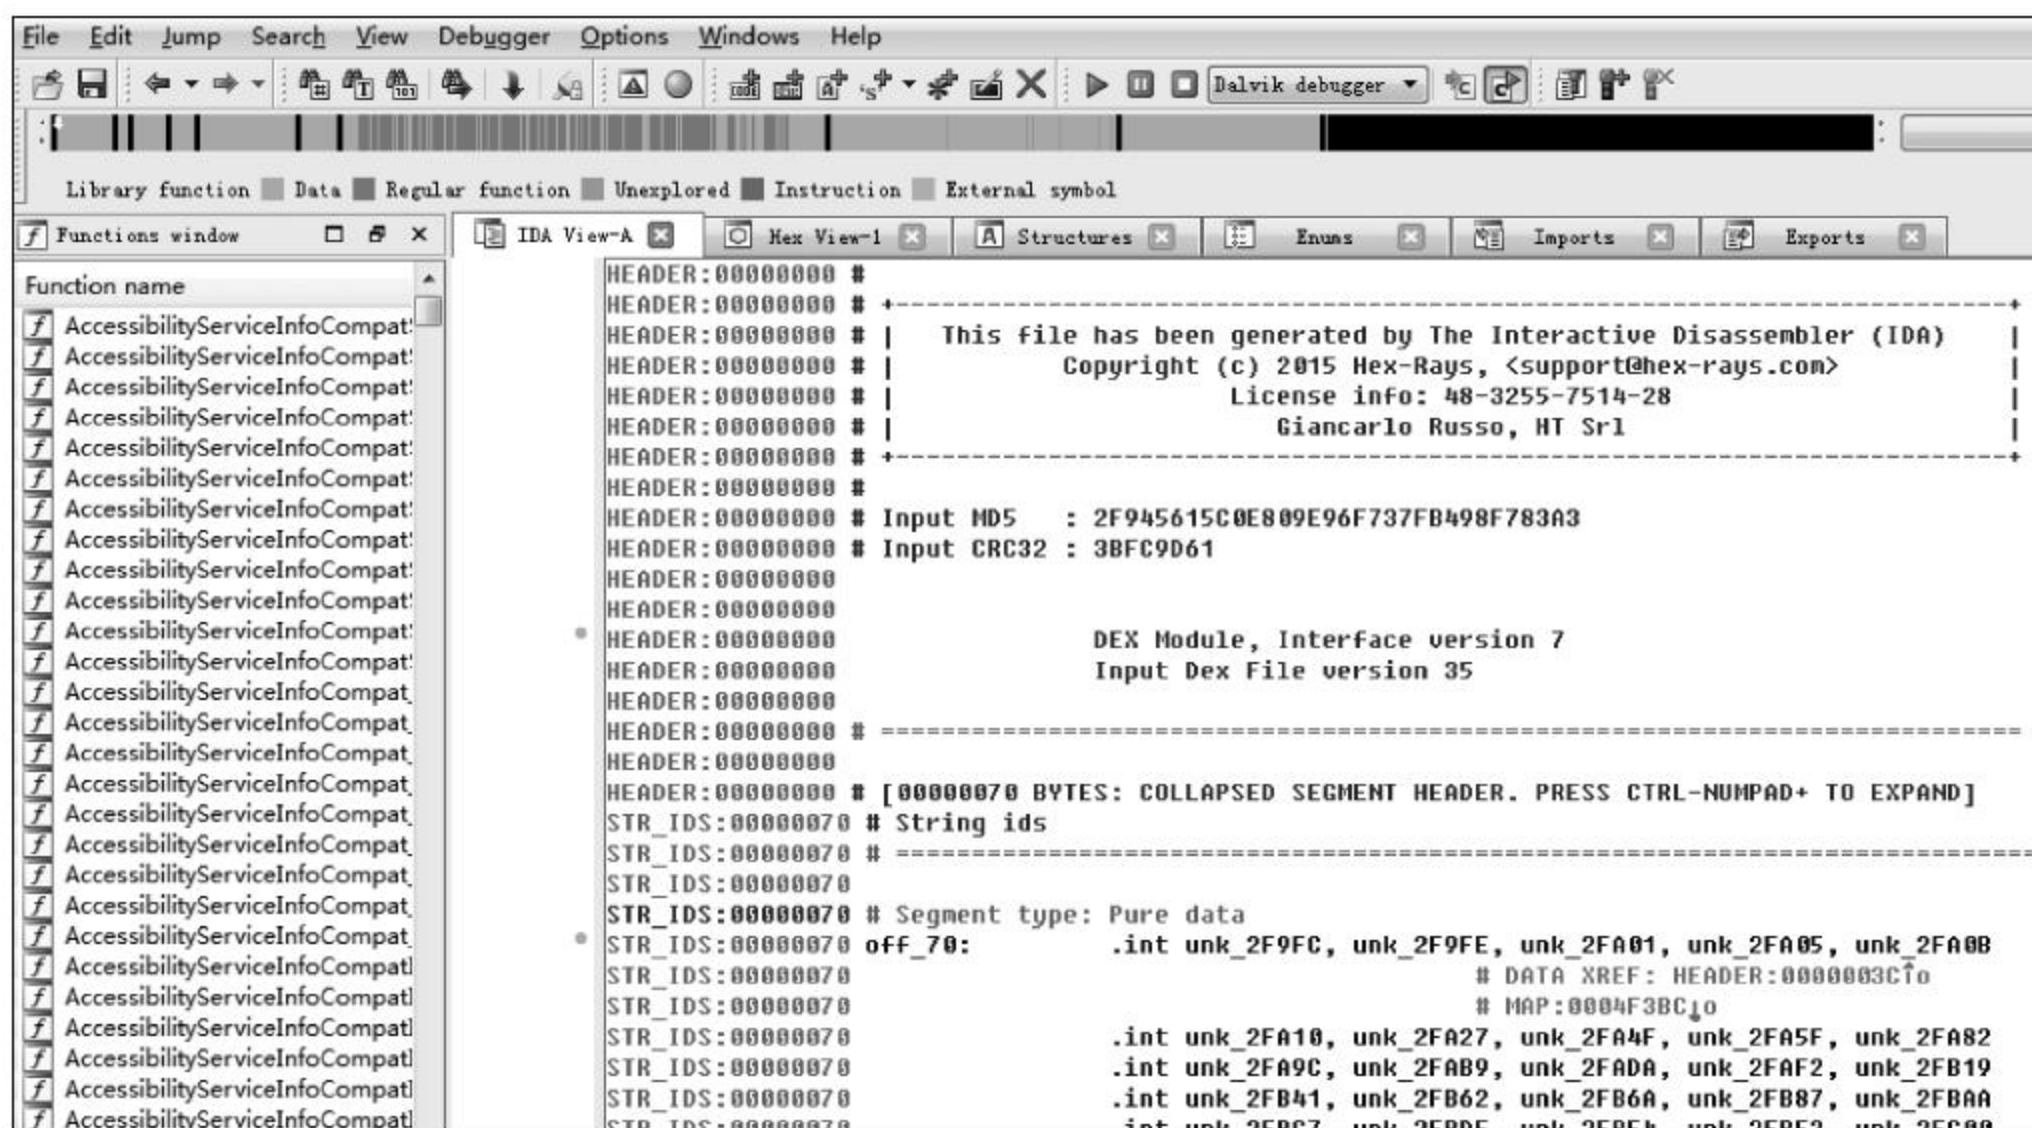 File Edit Jump Search View Debugger Options Windows Help
Dalvik debugger
Library function Data Regular function Unexplored Instruction External symbol
Functions window
IDA View-A Hex View-1 Structures Enums Imports Exports
Function name
AccessibilityServiceInfoCompat
AccessibilityServiceInfoCompat
AccessibilityServiceInfoCompat
AccessibilityServiceInfoCompat
AccessibilityServiceInfoCompat
AccessibilityServiceInfoCompat
AccessibilityServiceInfoCompat
AccessibilityServiceInfoCompat
AccessibilityServiceInfoCompat
AccessibilityServiceInfoCompat
AccessibilityServiceInfoCompat
AccessibilityServiceInfoCompat
AccessibilityServiceInfoCompat_
AccessibilityServiceInfoCompat_
AccessibilityServiceInfoCompat_
AccessibilityServiceInfoCompat_
AccessibilityServiceInfoCompat_
AccessibilityServiceInfoCompat_
AccessibilityServiceInfoCompat_
AccessibilityServiceInfoCompat_
AccessibilityServiceInfoCompat_
AccessibilityServiceInfoCompat
AccessibilityServiceInfoCompat
AccessibilityServiceInfoCompat
AccessibilityServiceInfoCompat
AccessibilityServiceInfoCompat
AccessibilityServiceInfoCompat
HEADER:00000000 #
HEADER:00000000 # +-------------------------------------------------------------------------+
HEADER:00000000 # | This file has been generated by The Interactive Disassembler (IDA) |
HEADER:00000000 # | Copyright (c) 2015 Hex-Rays, <support@hex-rays.com> |
HEADER:00000000 # | License info: 48-3255-7514-28 |
HEADER:00000000 # | Giancarlo Russo, HT Srl |
HEADER:00000000 # +-------------------------------------------------------------------------+
HEADER:00000000 #
HEADER:00000000 # Input MD5 : 2F945615C0E809E96F737FB498F783A3
HEADER:00000000 # Input CRC32 : 3BFC9D61
HEADER:00000000
HEADER:00000000
HEADER:00000000 DEX Module, Interface version 7
HEADER:00000000 Input Dex File version 35
HEADER:00000000
HEADER:00000000 # ===========================================================================
HEADER:00000000
HEADER:00000000 # [00000070 BYTES: COLLAPSED SEGMENT HEADER. PRESS CTRL-NUMPAD+ TO EXPAND]
STR_IDS:00000070 # String ids
STR_IDS:00000070 # ===========================================================================
STR_IDS:00000070
STR_IDS:00000070 # Segment type: Pure data
STR_IDS:00000070 off_70: .int unk_2F9FC, unk_2F9FE, unk_2FA01, unk_2FA05, unk_2FA0B
STR_IDS:00000070 # DATA XREF: HEADER:0000003C↑o
STR_IDS:00000070 # MAP:0004F3BC↓o
STR_IDS:00000070 .int unk_2FA10, unk_2FA27, unk_2FA4F, unk_2FA5F, unk_2FA82
STR_IDS:00000070 .int unk_2FA9C, unk_2FAB9, unk_2FADA, unk_2FAF2, unk_2FB19
STR_IDS:00000070 .int unk_2FB41, unk_2FB62, unk_2FB6A, unk_2FB87, unk_2FBAA